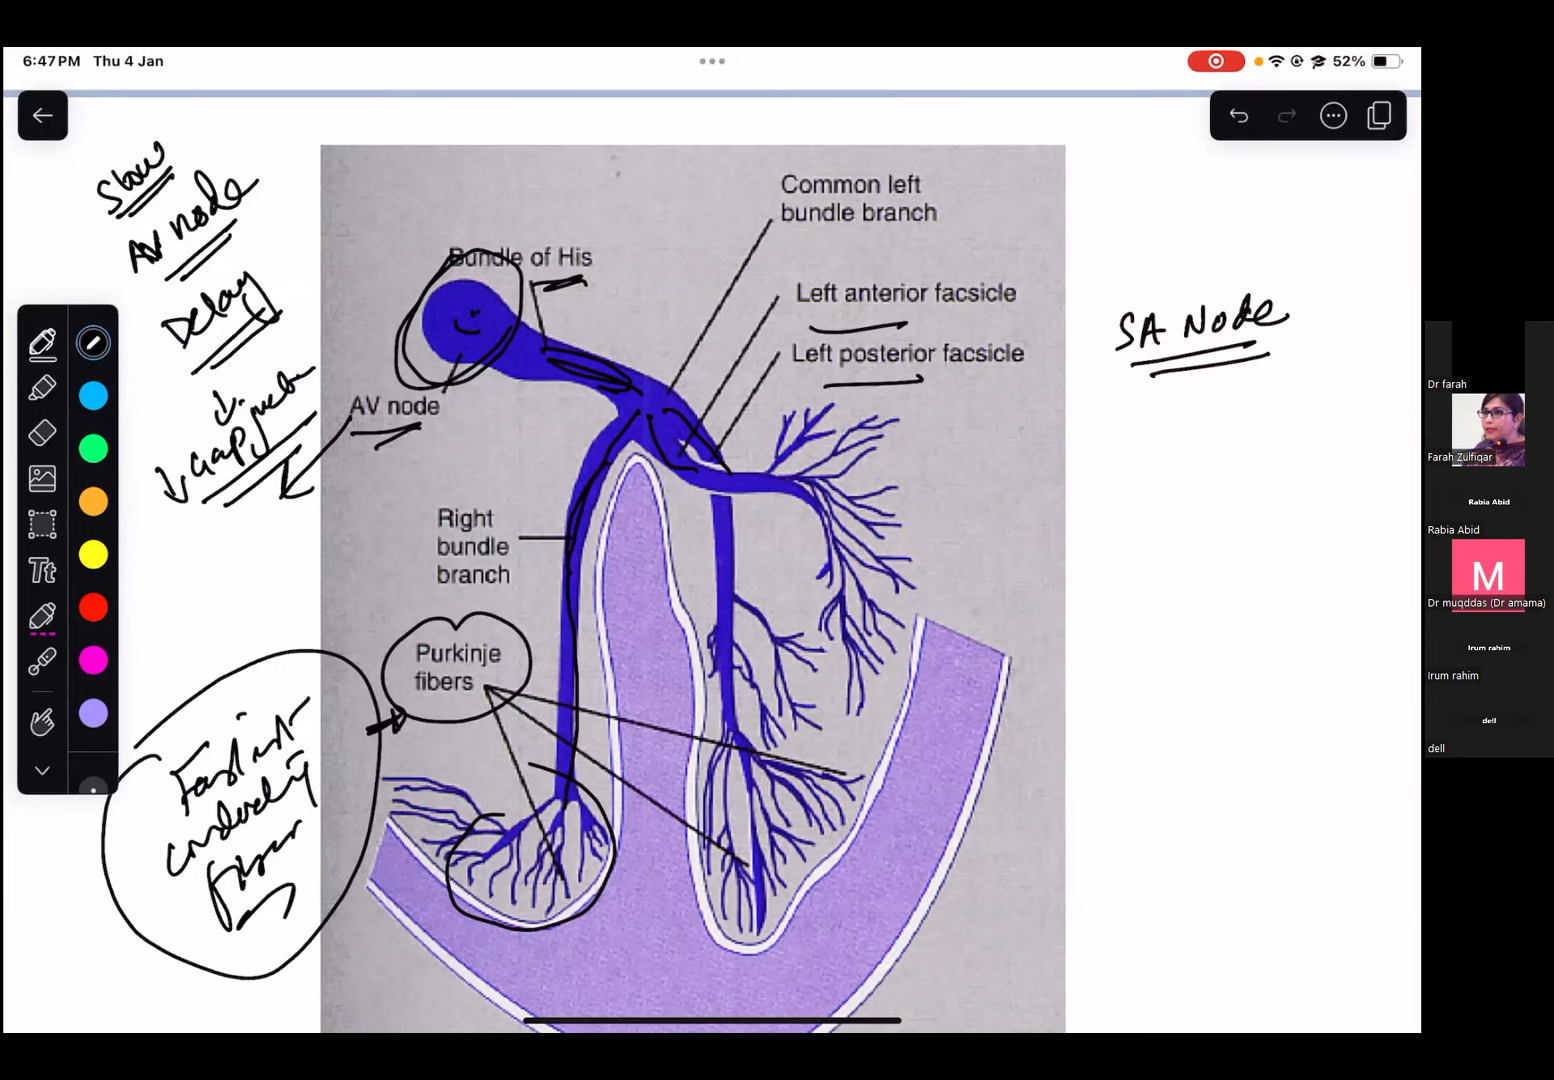 6:47 PM Thu 4 Jan
52%
Slow
AV node
Delay
↓ Gap
Common left
bundle branch
Bundle of His
Left anterior facsicle
Left posterior facsicle
SA Node
AV node
Right
bundle
branch
Purkinje
fibers
conducting
Tt
Dr farah
Farah Zulfiqar
Rabia Abid
Rabia Abid
M
Dr muqddas (Dr amama)
Irum rahim
Irum rahim
dell
dell